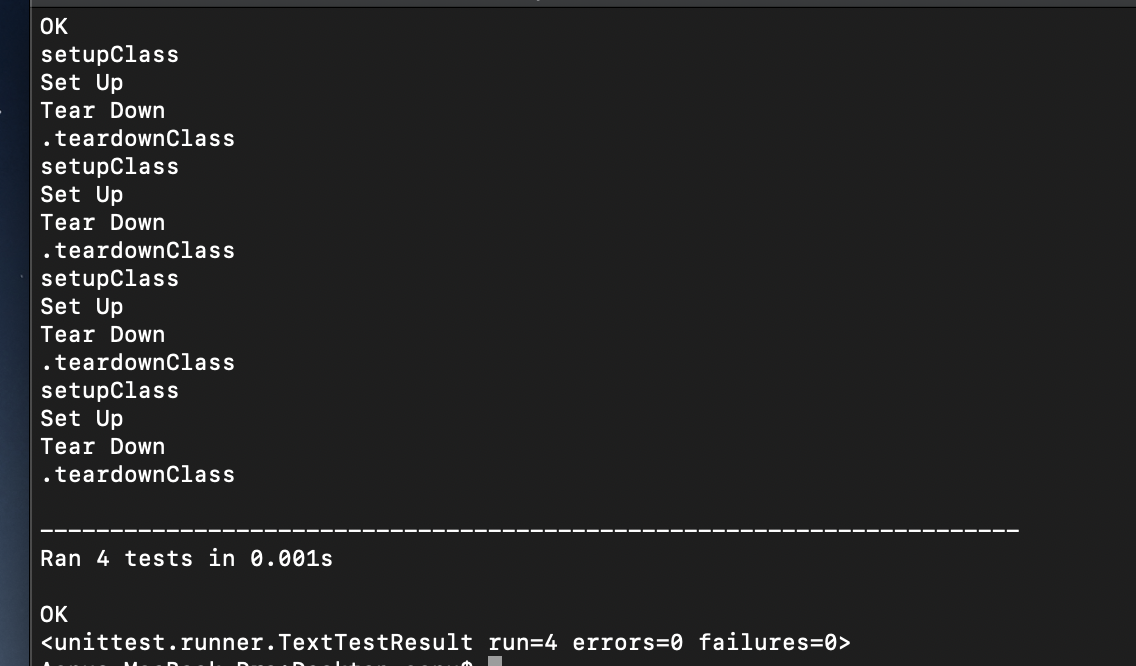 OK
setupClass
Set Up
Tear Down
.teardownClass
setupClass
Set Up
Tear Down
.teardownClass
setupClass
Set Up
Tear Down
.teardownClass
setupClass
Set Up
Tear Down
.teardownClass
----------------------------------------------------------------------
Ran 4 tests in 0.001s
OK
<unittest.runner.TextTestResult run=4 errors=0 failures=0>